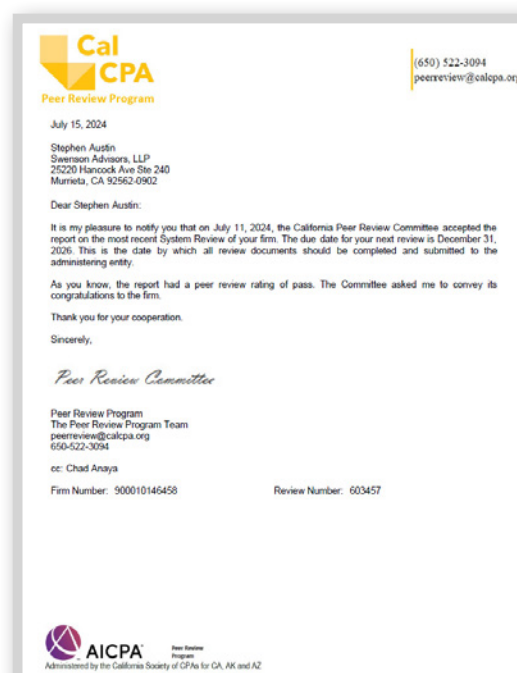 Cal
CPA
Peer Review Program
(650) 522-3094
peerreview@calcpa.org
July 15, 2024
Stephen Austin
Swenson Advisors, LLP
25220 Hancock Ave Ste 240
Murrieta, CA 92562-0902
Dear Stephen Austin:
It is my pleasure to notify you that on July 11, 2024, the California Peer Review Committee accepted the
report on the most recent System Review of your firm. The due date for your next review is December 31,
2026. This is the date by which all review documents should be completed and submitted to the
administering entity.
As you know, the report had a peer review rating of pass. The Committee asked me to convey its
congratulations to the firm.
Thank you for your cooperation.
Sincerely,
Peer Review Committee
Peer Review Program
The Peer Review Program Team
peerreview@calcpa.org
650-522-3094
cc: Chad Anaya
Firm Number: 900010146458 Review Number: 603457
AICPA Peer Review
Program
Administered by the California Society of CPAs for CA, AK and AZ